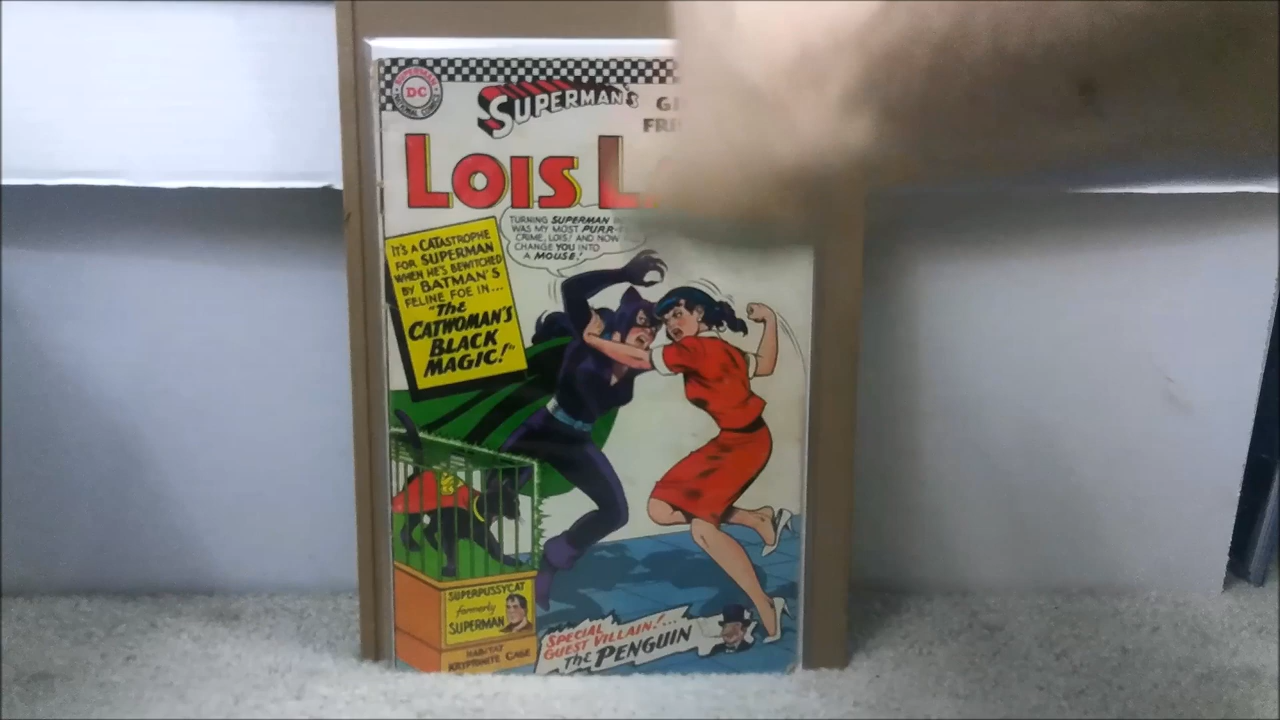 SUPERMAN
DC
NATIONAL COMICS
SUPERMAN'S
LOIS L
TURNING SUPERMAN
WAS MY MOST PURR-
CRIME, LOIS! AND NOW
CHANGE YOU INTO
A MOUSE!
IT'S A CATASTROPHE
FOR SUPERMAN
WHEN HE'S BEWITCHED
BY BATMAN'S
FELINE FOE IN...
"THE
CATWOMAN'S
BLACK
MAGIC!"
SUPERPUSSYCAT
formerly
SUPERMAN
HABITAT
KRYPTONITE CAGE
SPECIAL
GUEST VILLAIN!...
THE PENGUIN